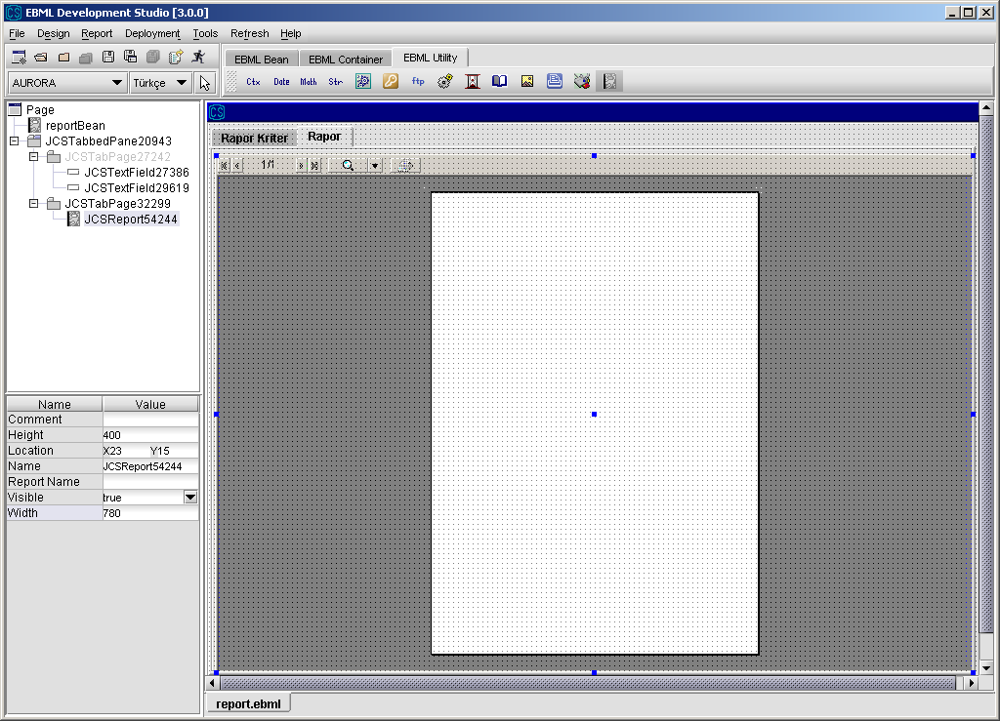 EBML Development Studio [3.0.0]
File Design Report Deployment Tools Refresh Help
EBML Bean EBML Container EBML Utility
AURORA Türkçe
Ctx Date Math Str ftp
Page
reportBean
JCSTabbedPane20943
JCSTabPage27242
JCSTextField27386
JCSTextField29619
JCSTabPage32299
JCSReport54244
Name Value
Comment
Height 400
Location X23 Y15
Name JCSReport54244
Report Name
Visible true
Width 780
CS
Rapor Kriter Rapor
1/1
report.ebml